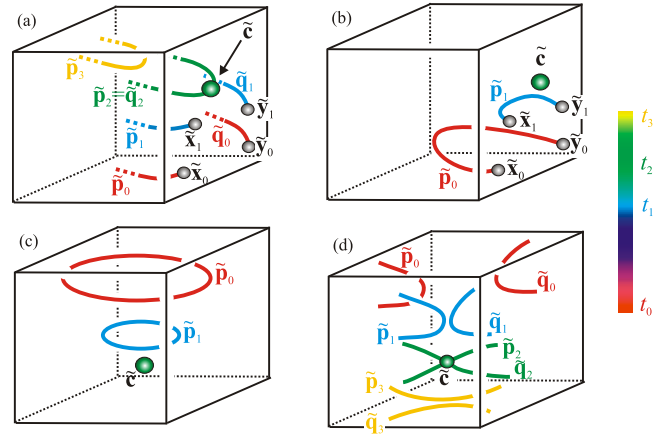 (a)
c̃
p̃₃
q̃₁
p̃₂=q̃₂
ỹ₁
p̃₁
x̃₁
q̃₀
ỹ₀
p̃₀
x̃₀
(b)
c̃
p̃₁
ỹ₁
x̃₁
ỹ₀
p̃₀
x̃₀
t₃
t₂
t₁
t₀
(c)
p̃₀
p̃₁
c̃
(d)
p̃₀
q̃₀
p̃₁
q̃₁
p̃₂
c̃
q̃₂
p̃₃
q̃₃